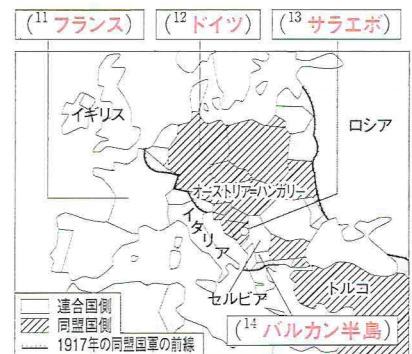 (11 フランス) (12 ドイツ) (13 サラエボ)
イギリス
ロシア
オーストリア-ハンガリー
イタリア
セルビア
トルコ
(14 バルカン半島)
連合国側
同盟国側
1917年の同盟国軍の前線